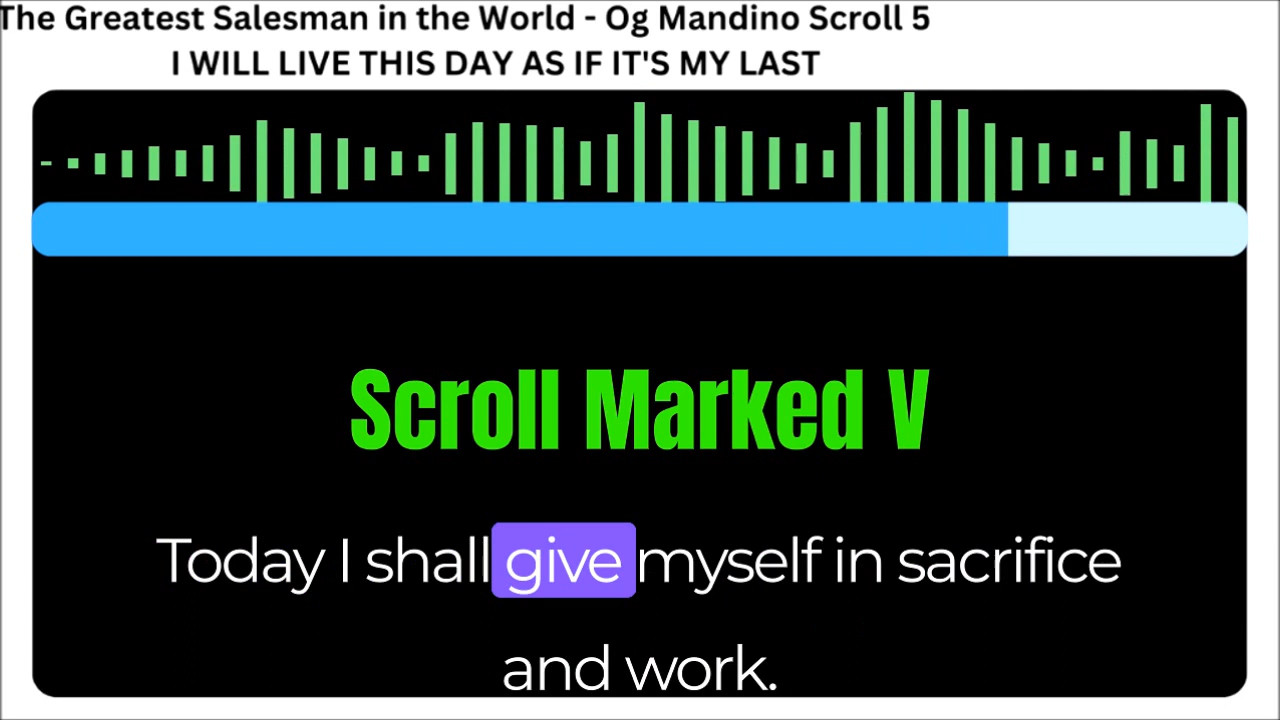 The Greatest Salesman in the World - Og Mandino Scroll 5
I WILL LIVE THIS DAY AS IF IT'S MY LAST
Scroll Marked V
Today I shall give myself in sacrifice
and work.